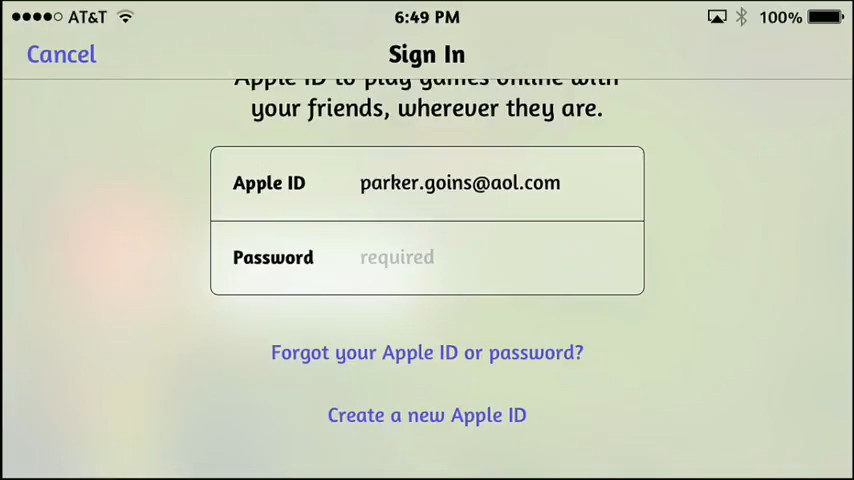 AT&T 6:49 PM 100%
Cancel Sign In
Apple ID to play games online with
your friends, wherever they are.
Apple ID parker.goins@aol.com
Password required
Forgot your Apple ID or password?
Create a new Apple ID